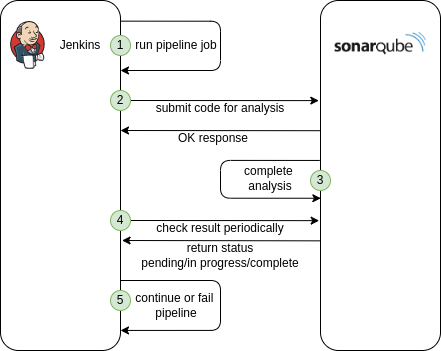 Jenkins
sonarqube
1
run pipeline job
2
submit code for analysis
OK response
complete
analysis
3
4
check result periodically
return status
pending/in progress/complete
5
continue or fail
pipeline